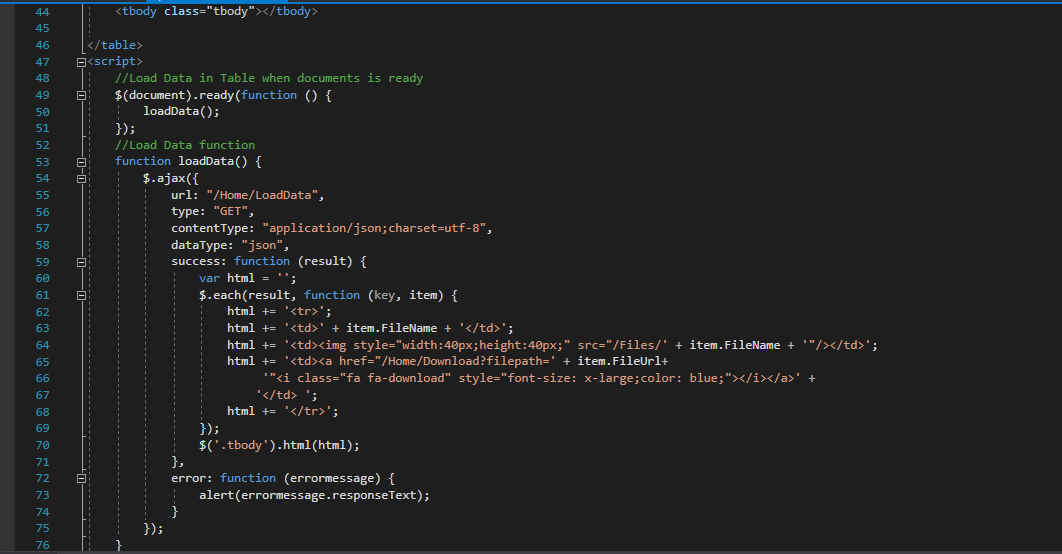 44 <tbody class="tbody"></tbody>
45
46 </table>
47 <script>
48 //Load Data in Table when documents is ready
49 $(document).ready(function () {
50 loadData();
51 });
52 //Load Data function
53 function loadData() {
54 $.ajax({
55 url: "/Home/LoadData",
56 type: "GET",
57 contentType: "application/json;charset=utf-8",
58 dataType: "json",
59 success: function (result) {
60 var html = '';
61 $.each(result, function (key, item) {
62 html += '<tr>';
63 html += '<td>' + item.FileName + '</td>';
64 html += '<td><img style="width:40px;height:40px;" src="/Files/' + item.FileName + '"/></td>';
65 html += '<td><a href="/Home/Download?filepath=' + item.FileUrl+
66 '"<i class="fa fa-download" style="font-size: x-large;color: blue;"></i></a>' +
67 '</td> ';
68 html += '</tr>';
69 });
70 $('.tbody').html(html);
71 },
72 error: function (errormessage) {
73 alert(errormessage.responseText);
74 }
75 });
76 }